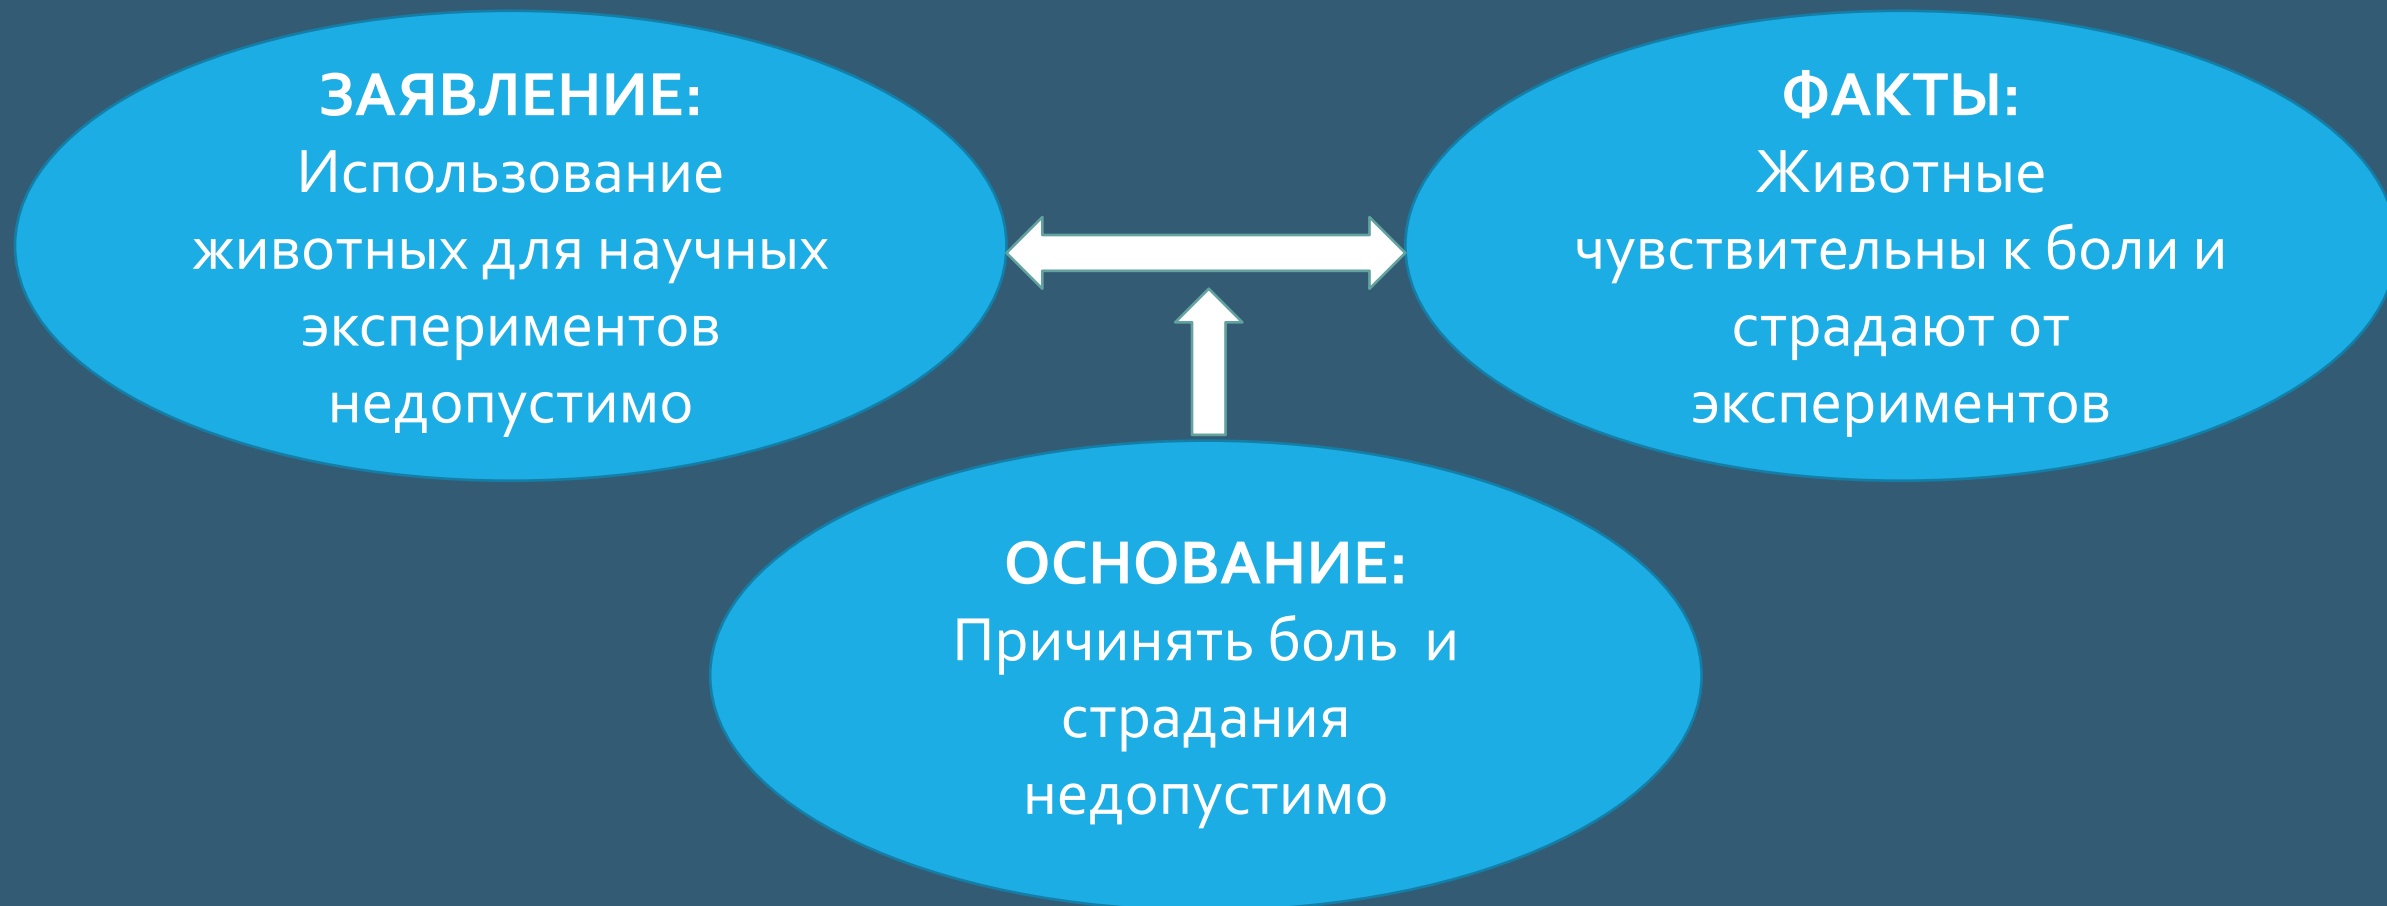 ЗАЯВЛЕНИЕ:
Использование
животных для научных
экспериментов
недопустимо
ФАКТЫ:
Животные
чувствительны к боли и
страдают от
экспериментов
ОСНОВАНИЕ:
Причинять боль  и
страдания
недопустимо